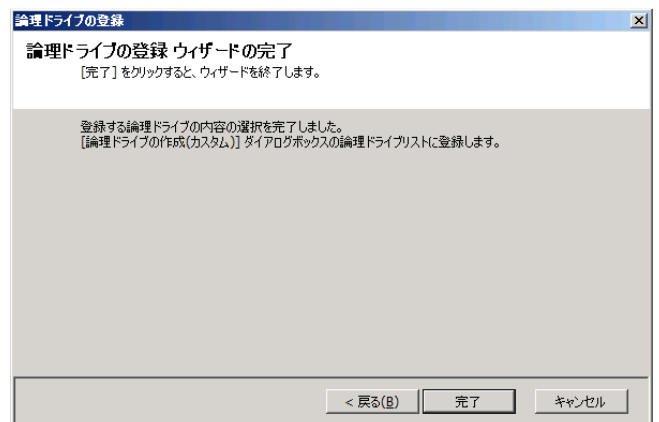 論理ドライブの登録
論理ドライブの登録 ウィザードの完了
[完了] をクリックすると、ウィザードを終了します。
登録する論理ドライブの内容の選択を完了しました。
[論理ドライブの作成(カスタム)] ダイアログボックスの論理ドライブリストに登録します。
< 戻る(B)
完了
キャンセル